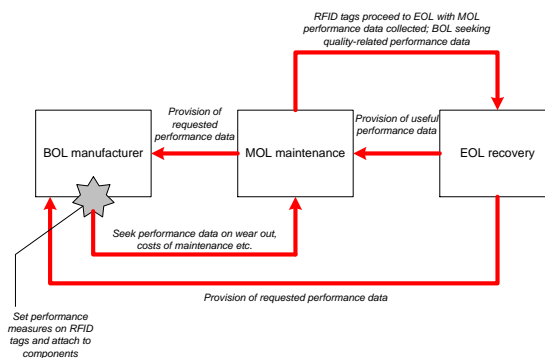 RFID tags proceed to EOL with MOL
performance data collected; BOL seeking
quality-related performance data
Provision of
requested
performance data
Provision of useful
performance data
BOL manufacturer
MOL maintenance
EOL recovery
Seek performance data on wear out,
costs of maintenance etc.
Provision of requested performance data
Set performance
measures on RFID
tags and attach to
components